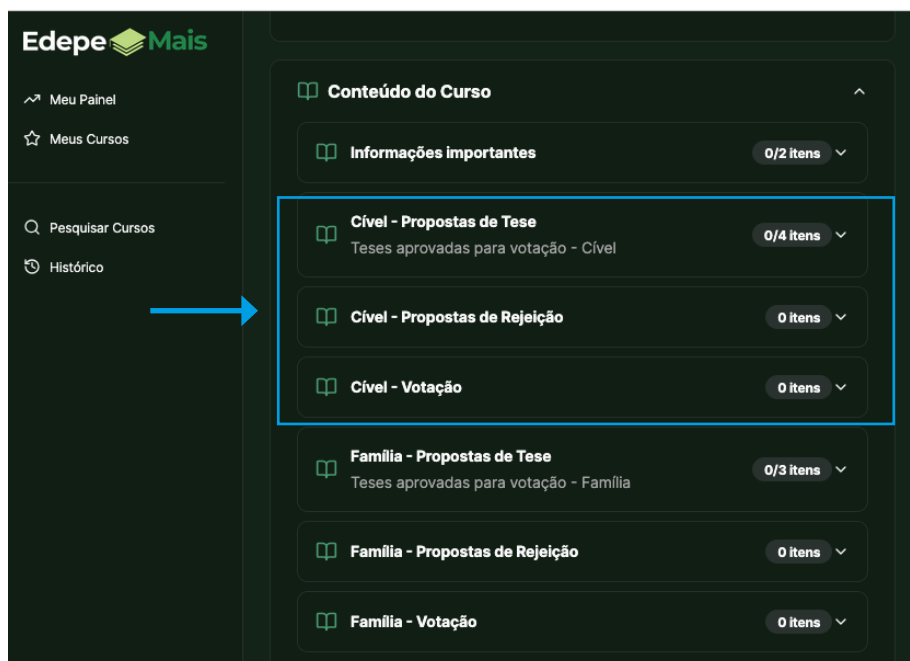 Edepe Mais
Meu Painel
Meus Cursos
Pesquisar Cursos
Histórico
Conteúdo do Curso
Informações importantes
0/2 itens
Cível - Propostas de Tese
Teses aprovadas para votação - Cível
0/4 itens
Cível - Propostas de Rejeição
0 itens
Cível - Votação
0 itens
Família - Propostas de Tese
Teses aprovadas para votação - Família
0/3 itens
Família - Propostas de Rejeição
0 itens
Família - Votação
0 itens